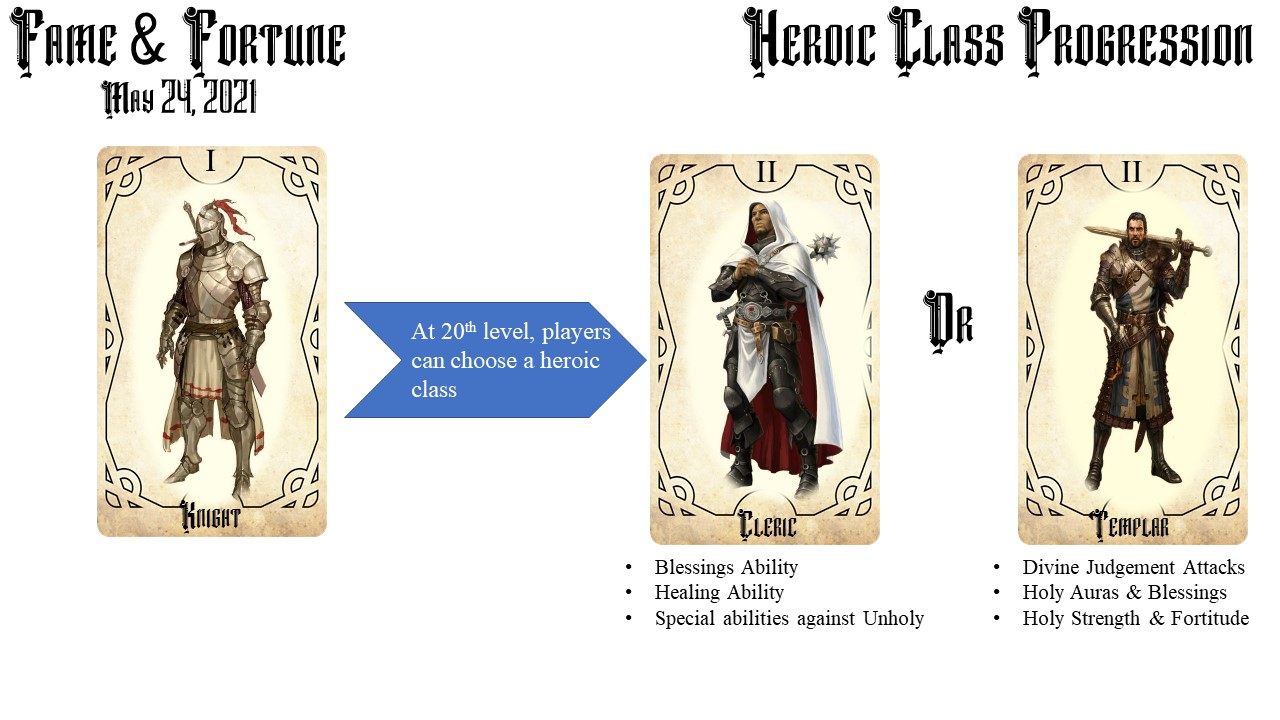 Fame & Fortune
May 24, 2021
Heroic Class Progression
I
Knight
At 20th level, players
can choose a heroic
class
II
Cleric
Or
II
Templar
• Blessings Ability
• Healing Ability
• Special abilities against Unholy
• Divine Judgement Attacks
• Holy Auras & Blessings
• Holy Strength & Fortitude